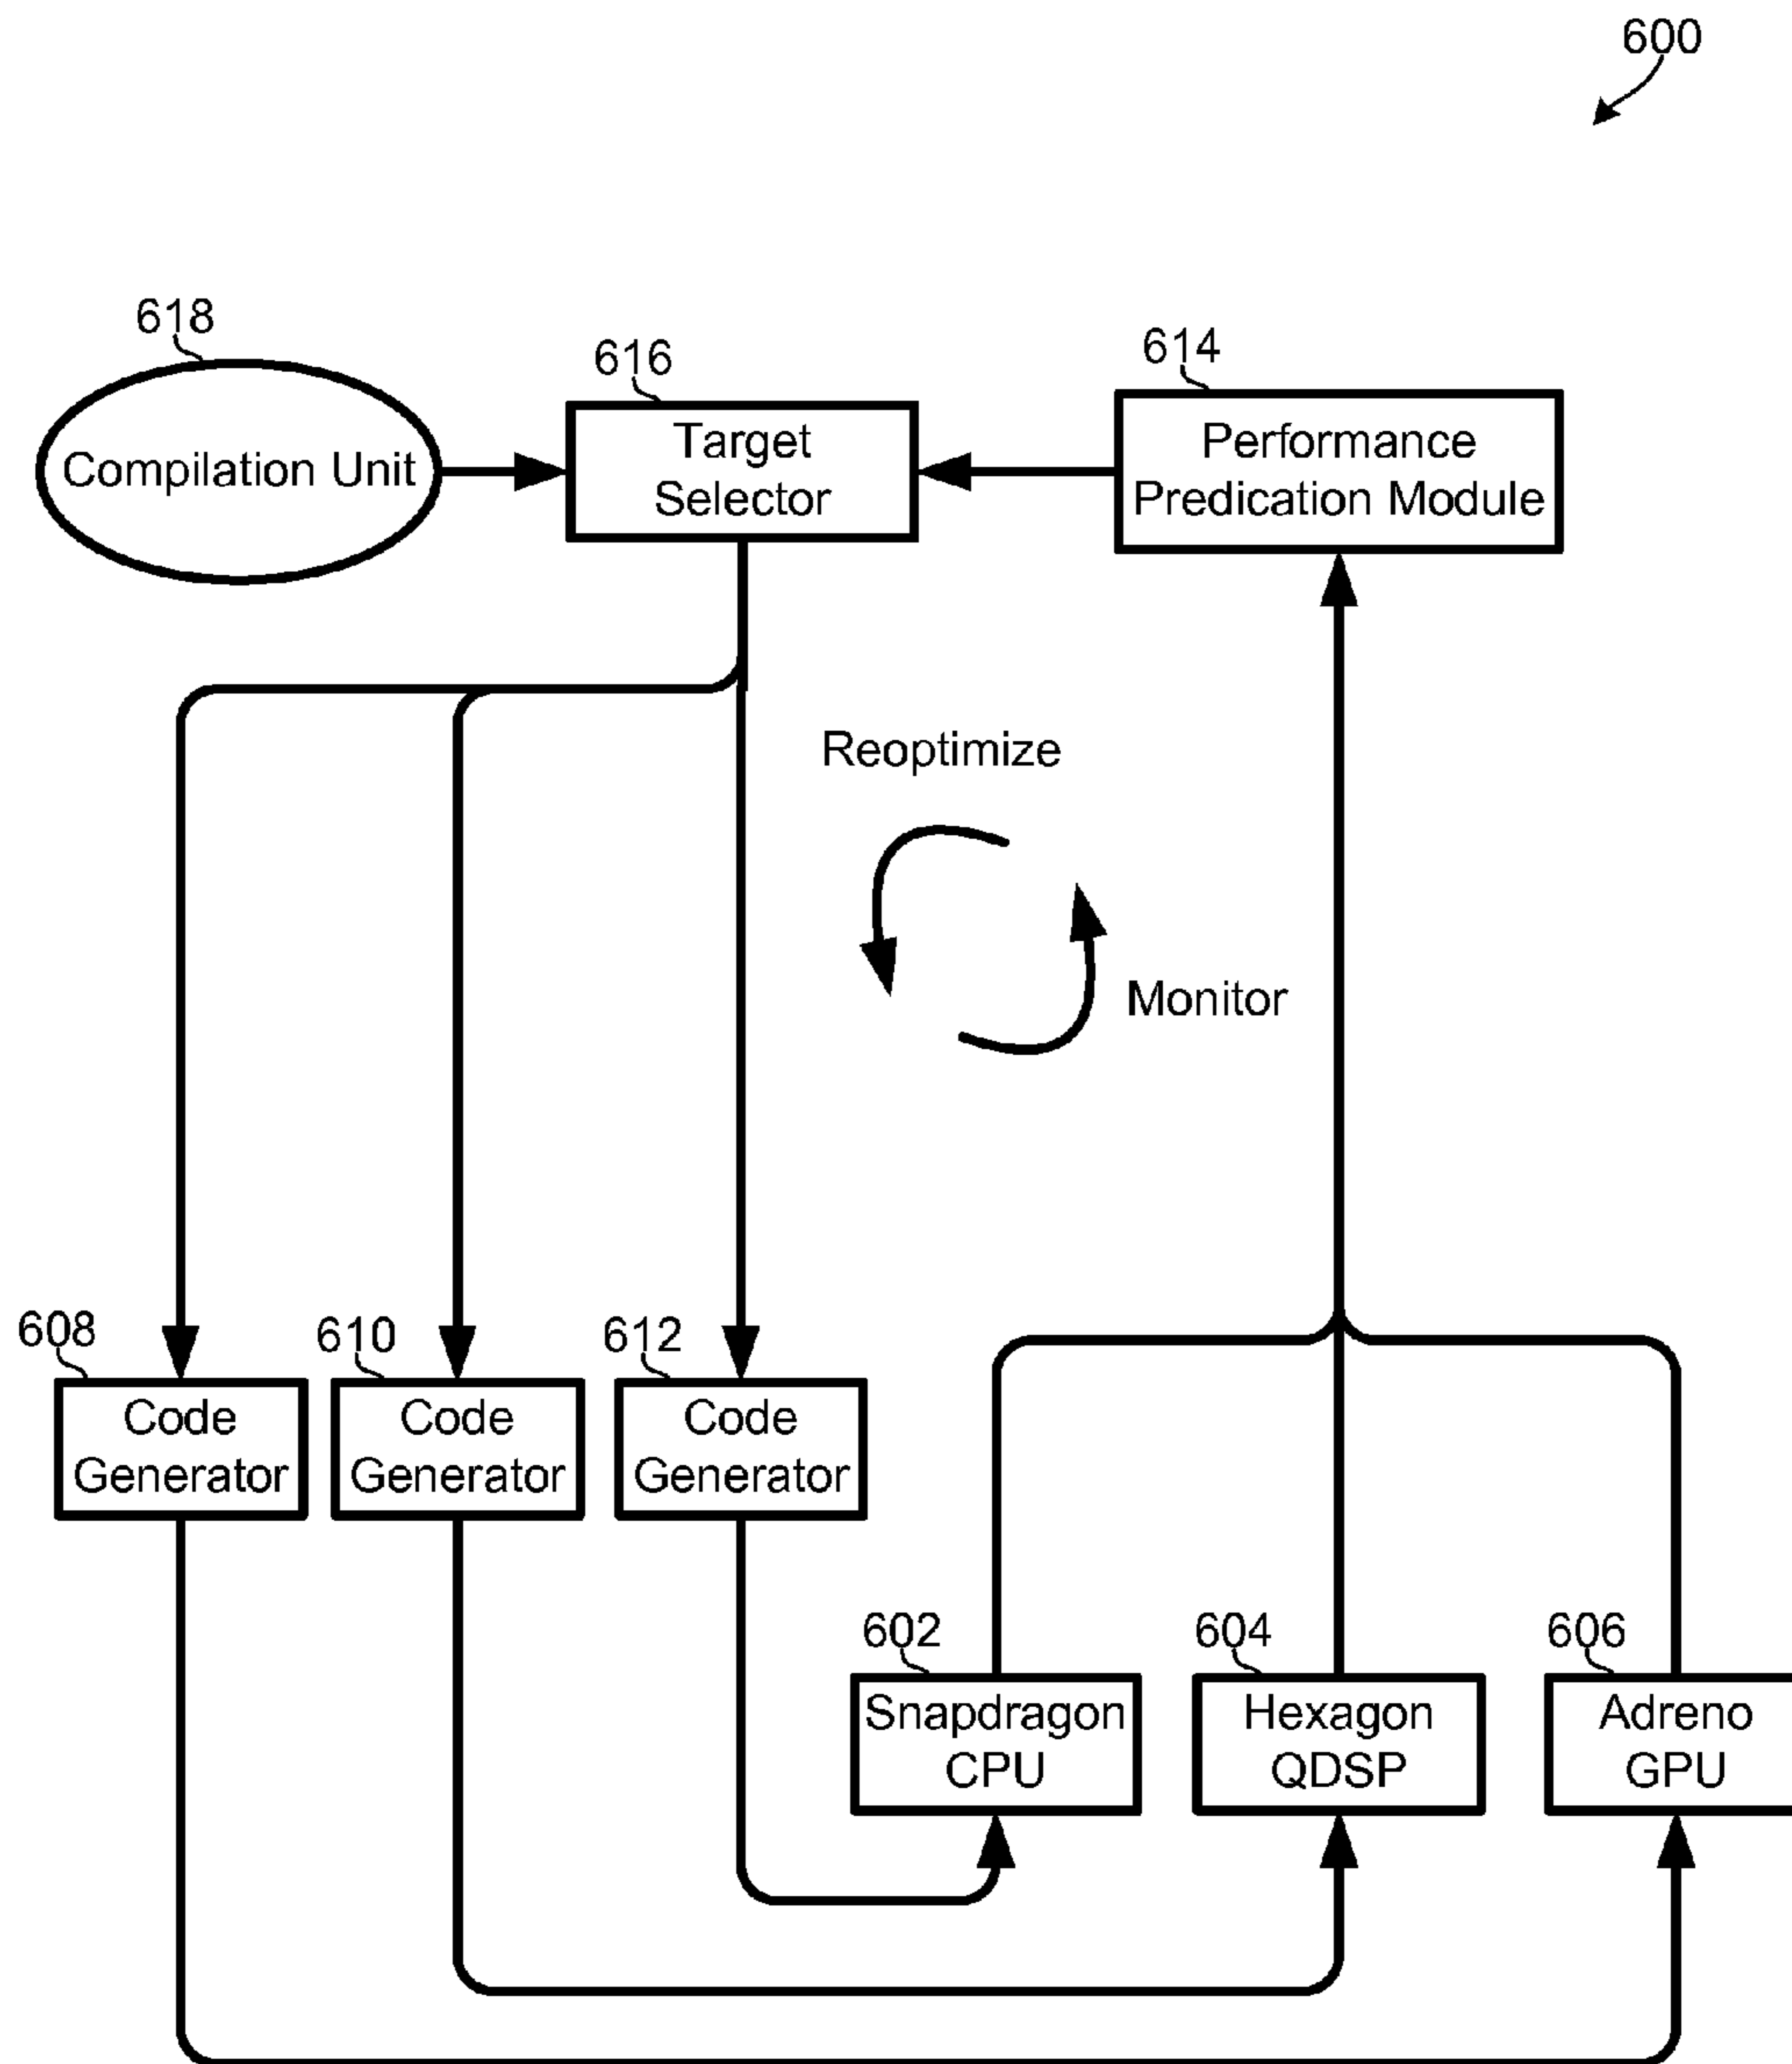 600
618
616
614
Compilation Unit
Target
Selector
Performance
Predication Module
Reoptimize
Monitor
608
610
612
Code
Generator
Code
Generator
Code
Generator
602
604
606
Snapdragon
CPU
Hexagon
QDSP
Adreno
GPU